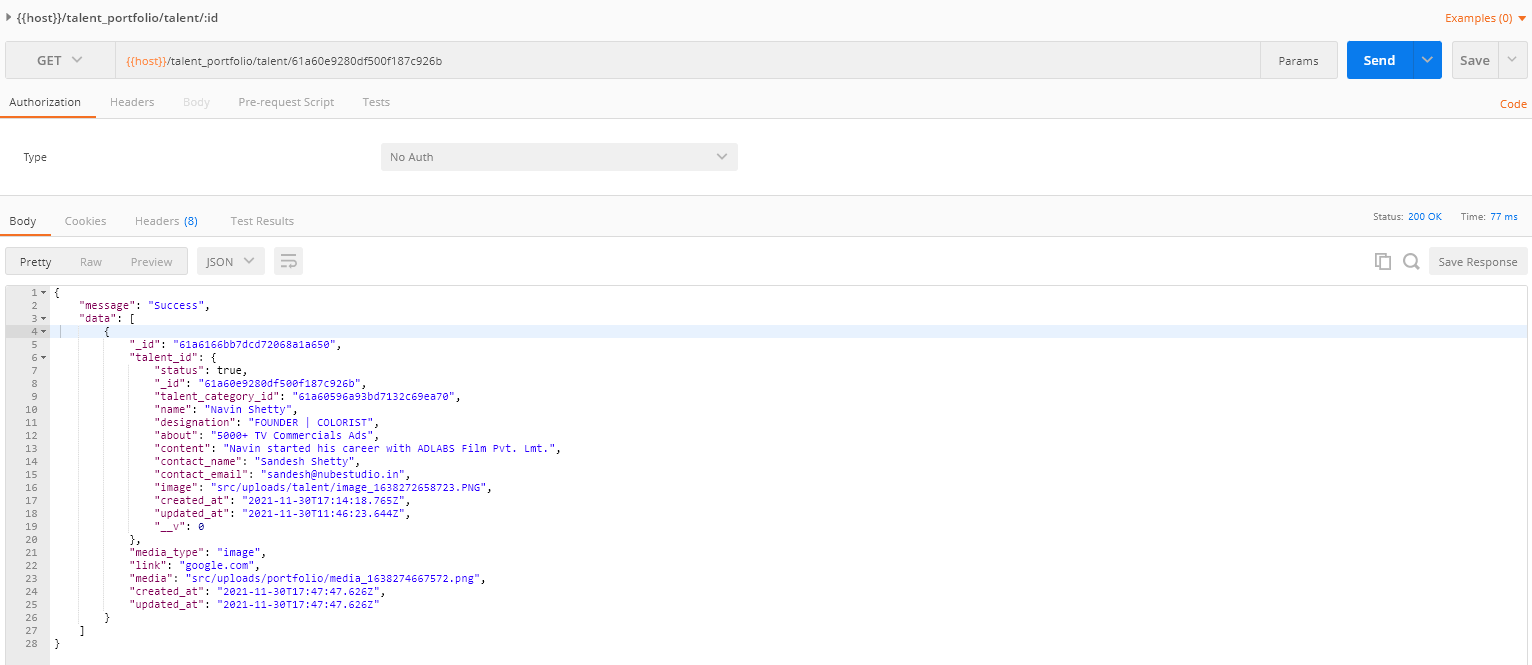 {{host}}/talent_portfolio/talent/:id
Examples (0)
GET
{{host}}/talent_portfolio/talent/61a60e9280df500f187c926b
Params
Send
Save
Authorization
Headers
Body
Pre-request Script
Tests
Code
Type
No Auth
Body
Cookies
Headers (8)
Test Results
Status: 200 OK
Time: 77 ms
Pretty
Raw
Preview
JSON
Save Response
1 {
2 "message": "Success",
3 "data": [
4 {
5 "_id": "61a6166bb7dcd72068a1a650",
6 "talent_id": {
7 "status": true,
8 "_id": "61a60e9280df500f187c926b",
9 "talent_category_id": "61a60596a93bd7132c69ea70",
10 "name": "Navin Shetty",
11 "designation": "FOUNDER | COLORIST",
12 "about": "5000+ TV Commercials Ads",
13 "content": "Navin started his career with ADLABS Film Pvt. Lmt.",
14 "contact_name": "Sandesh Shetty",
15 "contact_email": "sandesh@nubestudio.in",
16 "image": "src/uploads/talent/image_1638272658723.PNG",
17 "created_at": "2021-11-30T17:14:18.765Z",
18 "updated_at": "2021-11-30T11:46:23.644Z",
19 "__v": 0
20 },
21 "media_type": "image",
22 "link": "google.com",
23 "media": "src/uploads/portfolio/media_1638274667572.png",
24 "created_at": "2021-11-30T17:47:47.626Z",
25 "updated_at": "2021-11-30T17:47:47.626Z"
26 }
27 ]
28 }